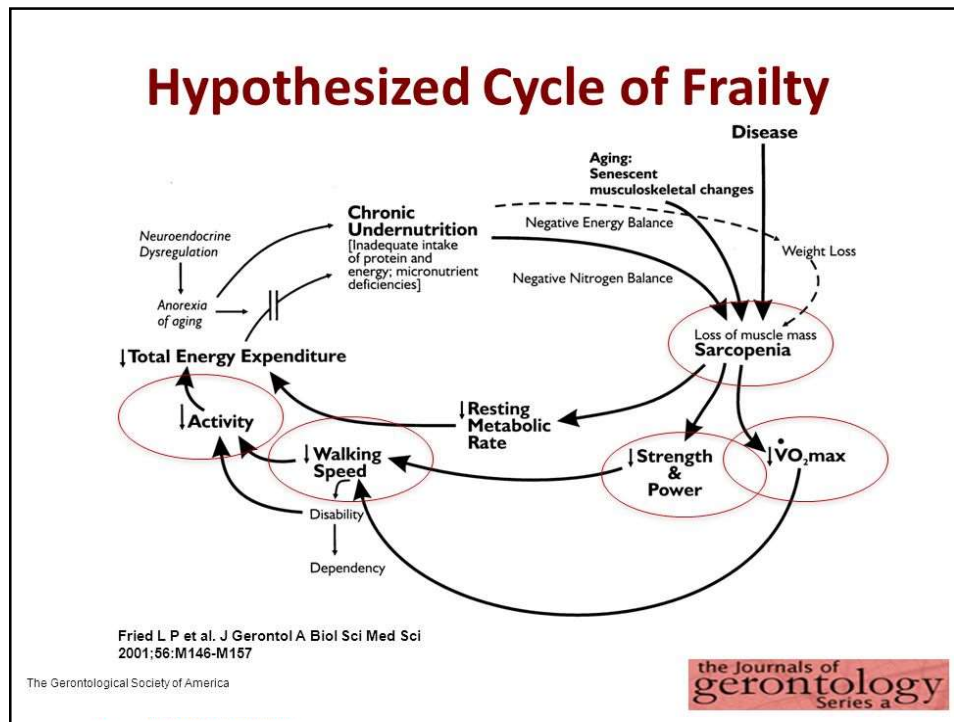 Hypothesized Cycle of Frailty
Disease
Aging:
Senescent
musculoskeletal changes
Chronic
Undernutrition
[Inadequate intake
of protein and
energy; micronutrient
deficiencies]
Negative Energy Balance
Neuroendocrine
Dysregulation
Weight Loss
Negative Nitrogen Balance
Anorexia
of aging
Loss of muscle mass
Sarcopenia
↓Total Energy Expenditure
↓Resting
Metabolic
Rate
↓Activity
↓Walking
Speed
↓Strength
&
Power
↓V̇O₂max
Disability
Dependency
Fried L P et al. J Gerontol A Biol Sci Med Sci
2001;56:M146-M157
The Gerontological Society of America
the Journals of
gerontology
Series a